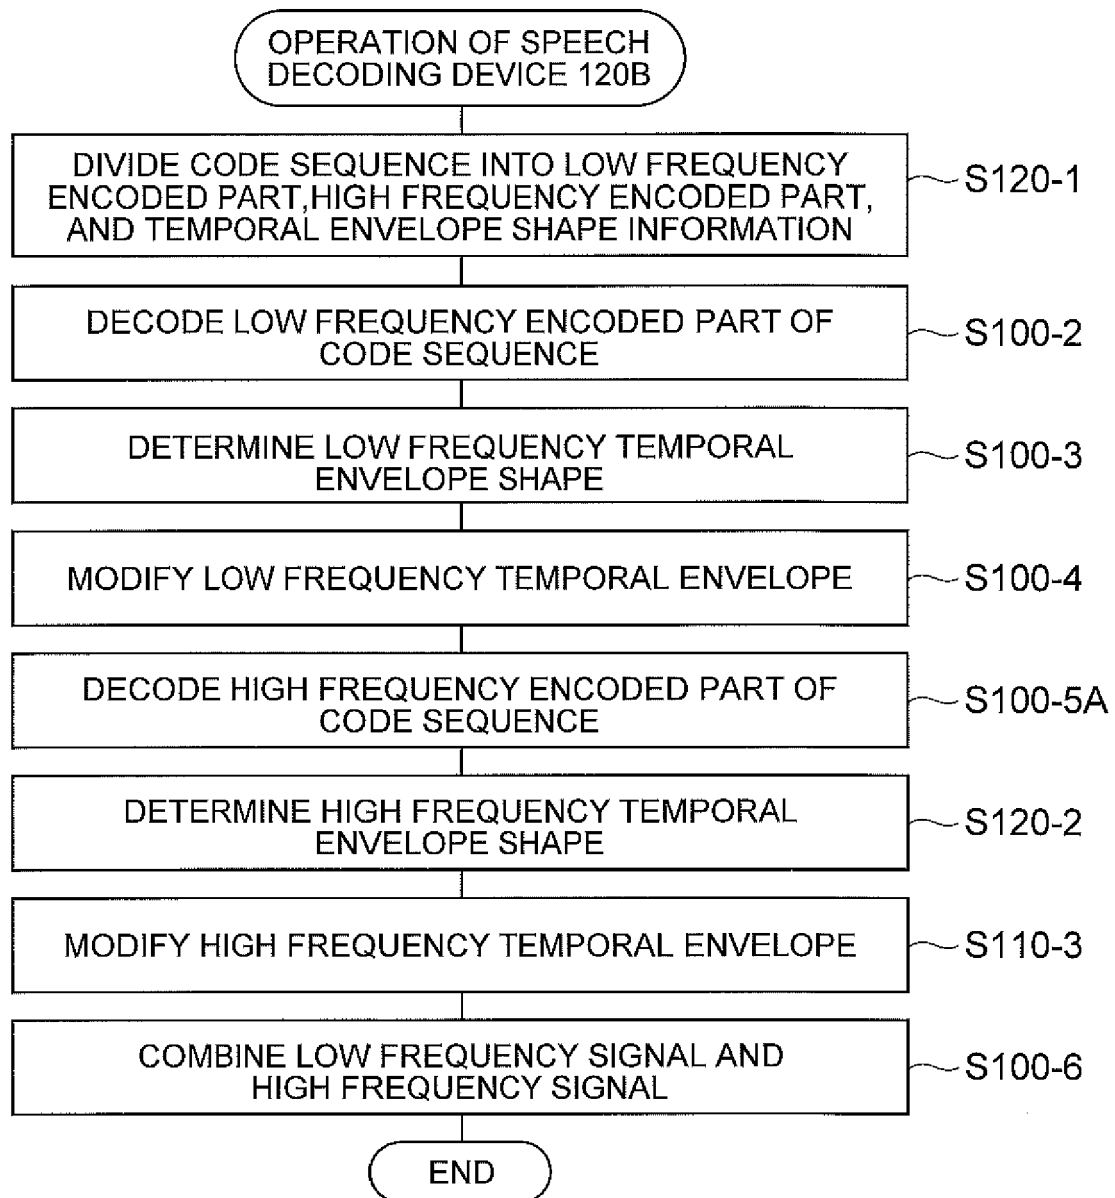 OPERATION OF SPEECH
DECODING DEVICE 120B
DIVIDE CODE SEQUENCE INTO LOW FREQUENCY
ENCODED PART,HIGH FREQUENCY ENCODED PART,
AND TEMPORAL ENVELOPE SHAPE INFORMATION
S120-1
DECODE LOW FREQUENCY ENCODED PART OF
CODE SEQUENCE
S100-2
DETERMINE LOW FREQUENCY TEMPORAL
ENVELOPE SHAPE
S100-3
MODIFY LOW FREQUENCY TEMPORAL ENVELOPE
S100-4
DECODE HIGH FREQUENCY ENCODED PART OF
CODE SEQUENCE
S100-5A
DETERMINE HIGH FREQUENCY TEMPORAL
ENVELOPE SHAPE
S120-2
MODIFY HIGH FREQUENCY TEMPORAL ENVELOPE
S110-3
COMBINE LOW FREQUENCY SIGNAL AND
HIGH FREQUENCY SIGNAL
S100-6
END